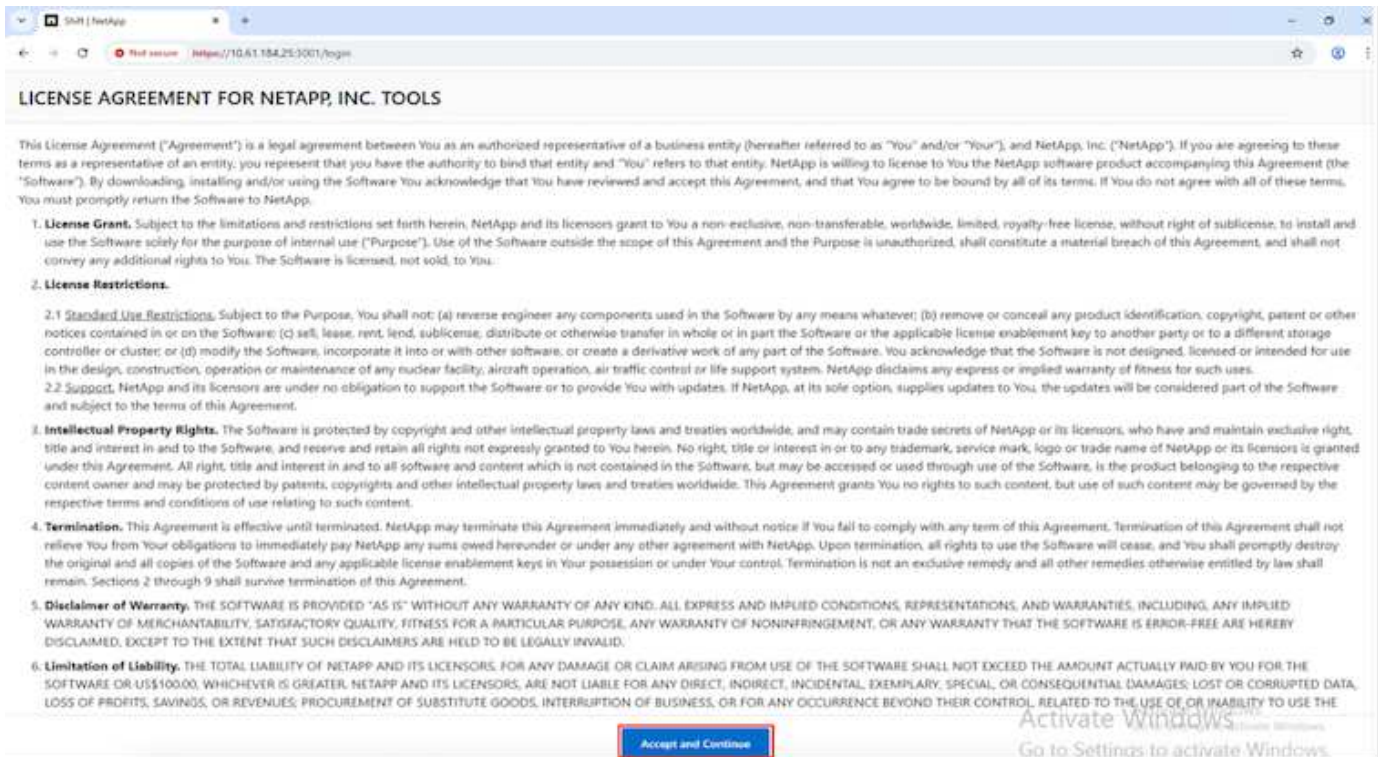 Shift | NetApp
Not secure https://10.61.184.25:3001/login
LICENSE AGREEMENT FOR NETAPP, INC. TOOLS
This License Agreement ("Agreement") is a legal agreement between You as an authorized representative of a business entity (hereafter referred to as "You" and/or "Your"), and NetApp, Inc. ("NetApp"). If you are agreeing to these
terms as a representative of an entity, you represent that you have the authority to bind that entity and "You" refers to that entity. NetApp is willing to license to You the NetApp software product accompanying this Agreement (the
"Software"). By downloading, installing and/or using the Software You acknowledge that You have reviewed and accept this Agreement, and that You agree to be bound by all of its terms. If You do not agree with all of these terms,
You must promptly return the Software to NetApp.
1. License Grant. Subject to the limitations and restrictions set forth herein, NetApp and its licensors grant to You a non-exclusive, non-transferable, worldwide, limited, royalty-free license, without right of sublicense, to install and
use the Software solely for the purpose of internal use ("Purpose"). Use of the Software outside the scope of this Agreement and the Purpose is unauthorized, shall constitute a material breach of this Agreement, and shall not
convey any additional rights to You. The Software is licensed, not sold, to You.
2. License Restrictions.
2.1 Standard Use Restrictions. Subject to the Purpose, You shall not: (a) reverse engineer any components used in the Software by any means whatever; (b) remove or conceal any product identification, copyright, patent or other
notices contained in or on the Software; (c) sell, lease, rent, lend, sublicense, distribute or otherwise transfer in whole or in part the Software or the applicable license enablement key to another party or to a different storage
controller or cluster; or (d) modify the Software, incorporate it into or with other software, or create a derivative work of any part of the Software. You acknowledge that the Software is not designed, licensed or intended for use
in the design, construction, operation or maintenance of any nuclear facility, aircraft operation, air traffic control or life support system. NetApp disclaims any express or implied warranty of fitness for such uses.
2.2 Support. NetApp and its licensors are under no obligation to support the Software or to provide You with updates. If NetApp, at its sole option, supplies updates to You, the updates will be considered part of the Software
and subject to the terms of this Agreement.
3. Intellectual Property Rights. The Software is protected by copyright and other intellectual property laws and treaties worldwide, and may contain trade secrets of NetApp or its licensors, who have and maintain exclusive right,
title and interest in and to the Software, and reserve and retain all rights not expressly granted to You herein. No right, title or interest in or to any trademark, service mark, logo or trade name of NetApp or its licensors is granted
under this Agreement. All right, title and interest in and to all software and content which is not contained in the Software, but may be accessed or used through use of the Software, is the product belonging to the respective
content owner and may be protected by patents, copyrights and other intellectual property laws and treaties worldwide. This Agreement grants You no rights to such content, but use of such content may be governed by the
respective terms and conditions of use relating to such content.
4. Termination. This Agreement is effective until terminated. NetApp may terminate this Agreement immediately and without notice if You fail to comply with any term of this Agreement. Termination of this Agreement shall not
relieve You from Your obligations to immediately pay NetApp any sums owed hereunder or under any other agreement with NetApp. Upon termination, all rights to use the Software will cease, and You shall promptly destroy
the original and all copies of the Software and any applicable license enablement keys in Your possession or under Your control. Termination is not an exclusive remedy and all other remedies otherwise entitled by law shall
remain. Sections 2 through 9 shall survive termination of this Agreement.
5. Disclaimer of Warranty. THE SOFTWARE IS PROVIDED "AS IS" WITHOUT ANY WARRANTY OF ANY KIND. ALL EXPRESS AND IMPLIED CONDITIONS, REPRESENTATIONS, AND WARRANTIES, INCLUDING, ANY IMPLIED
WARRANTY OF MERCHANTABILITY, SATISFACTORY QUALITY, FITNESS FOR A PARTICULAR PURPOSE, ANY WARRANTY OF NONINFRINGEMENT, OR ANY WARRANTY THAT THE SOFTWARE IS ERROR-FREE ARE HEREBY
DISCLAIMED, EXCEPT TO THE EXTENT THAT SUCH DISCLAIMERS ARE HELD TO BE LEGALLY INVALID.
6. Limitation of Liability. THE TOTAL LIABILITY OF NETAPP AND ITS LICENSORS, FOR ANY DAMAGE OR CLAIM ARISING FROM USE OF THE SOFTWARE SHALL NOT EXCEED THE AMOUNT ACTUALLY PAID BY YOU FOR THE
SOFTWARE OR US$100.00, WHICHEVER IS GREATER. NETAPP AND ITS LICENSORS, ARE NOT LIABLE FOR ANY DIRECT, INDIRECT, INCIDENTAL, EXEMPLARY, SPECIAL, OR CONSEQUENTIAL DAMAGES; LOST OR CORRUPTED DATA,
LOSS OF PROFITS, SAVINGS, OR REVENUES; PROCUREMENT OF SUBSTITUTE GOODS, INTERRUPTION OF BUSINESS, OR FOR ANY OCCURRENCE BEYOND THEIR CONTROL, RELATED TO THE USE OF OR INABILITY TO USE THE
Activate Windows
Accept and Continue
Go to Settings to activate Windows.